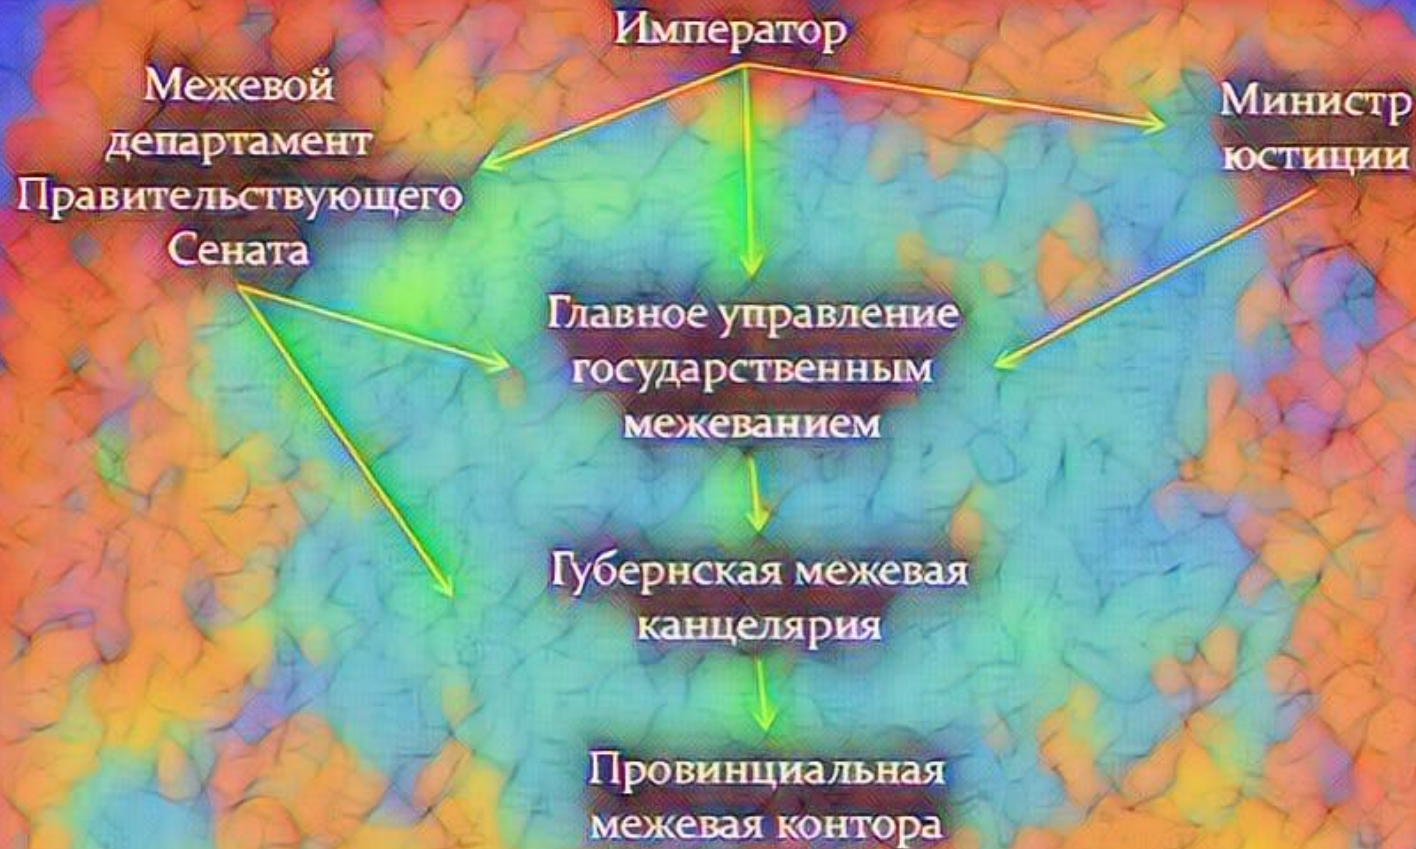 Император
Межевой
департамент
Правительствующего
Сената
Министр
юстиции
Главное управление
государственным
межеванием
Губернская межевая
канцелярия
Провинциальная
межевая контора